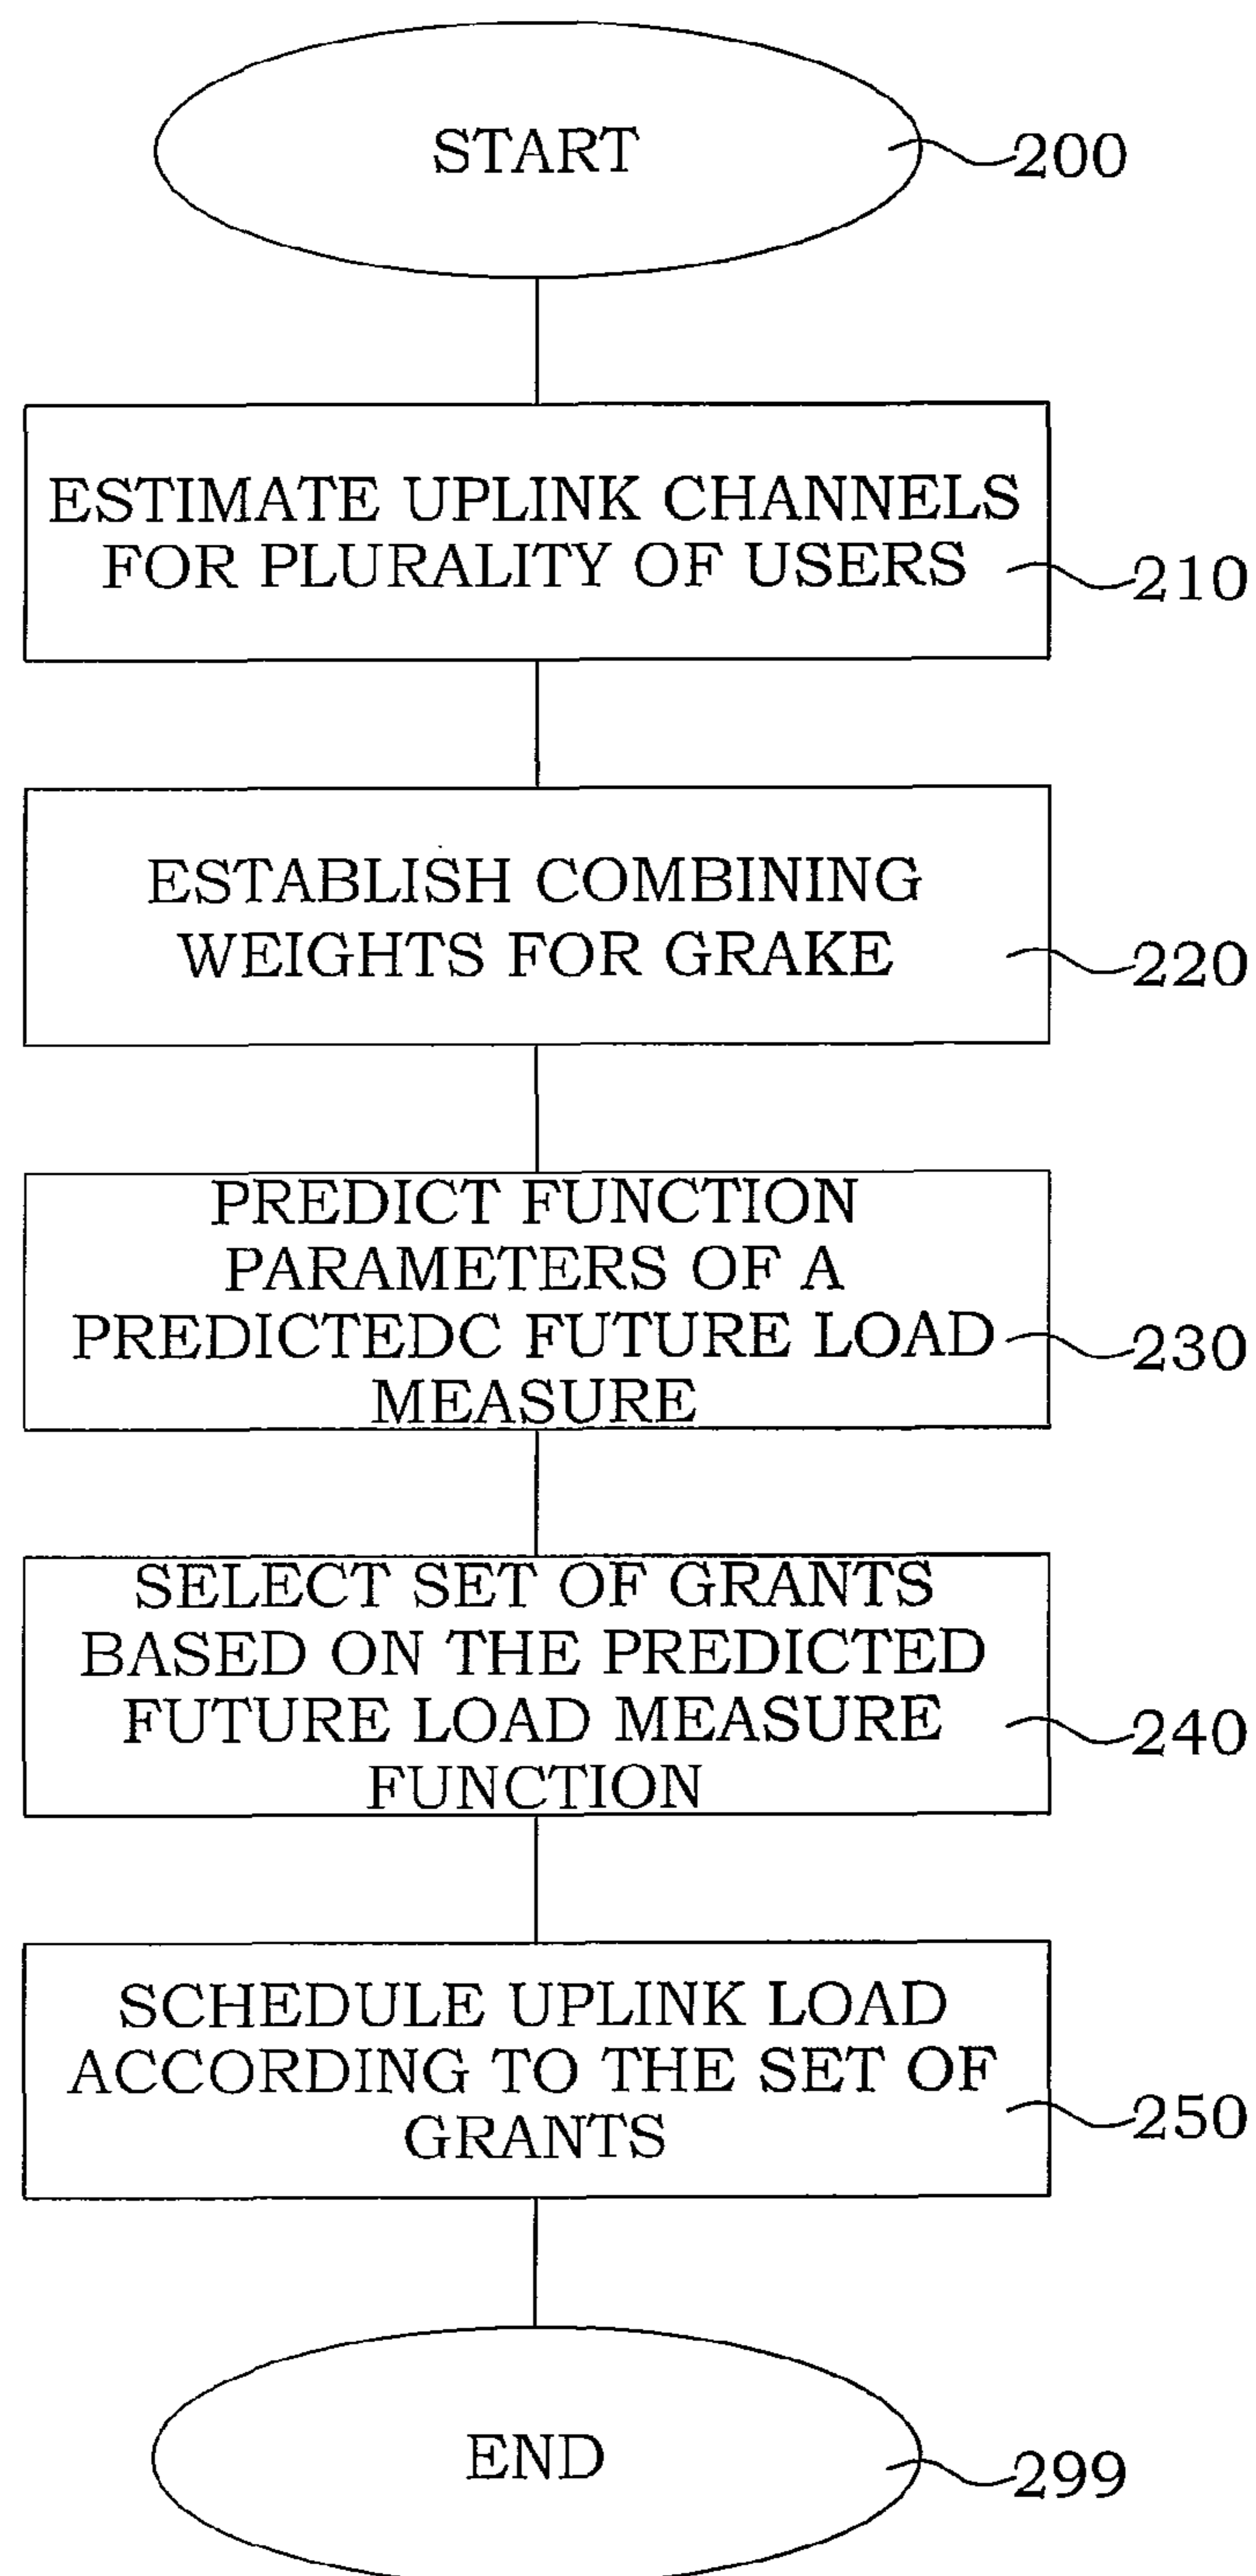 START
200
ESTIMATE UPLINK CHANNELS
FOR PLURALITY OF USERS
210
ESTABLISH COMBINING
WEIGHTS FOR GRAKE
220
PREDICT FUNCTION
PARAMETERS OF A
PREDICTEDC FUTURE LOAD
MEASURE
230
SELECT SET OF GRANTS
BASED ON THE PREDICTED
FUTURE LOAD MEASURE
FUNCTION
240
SCHEDULE UPLINK LOAD
ACCORDING TO THE SET OF
GRANTS
250
END
299